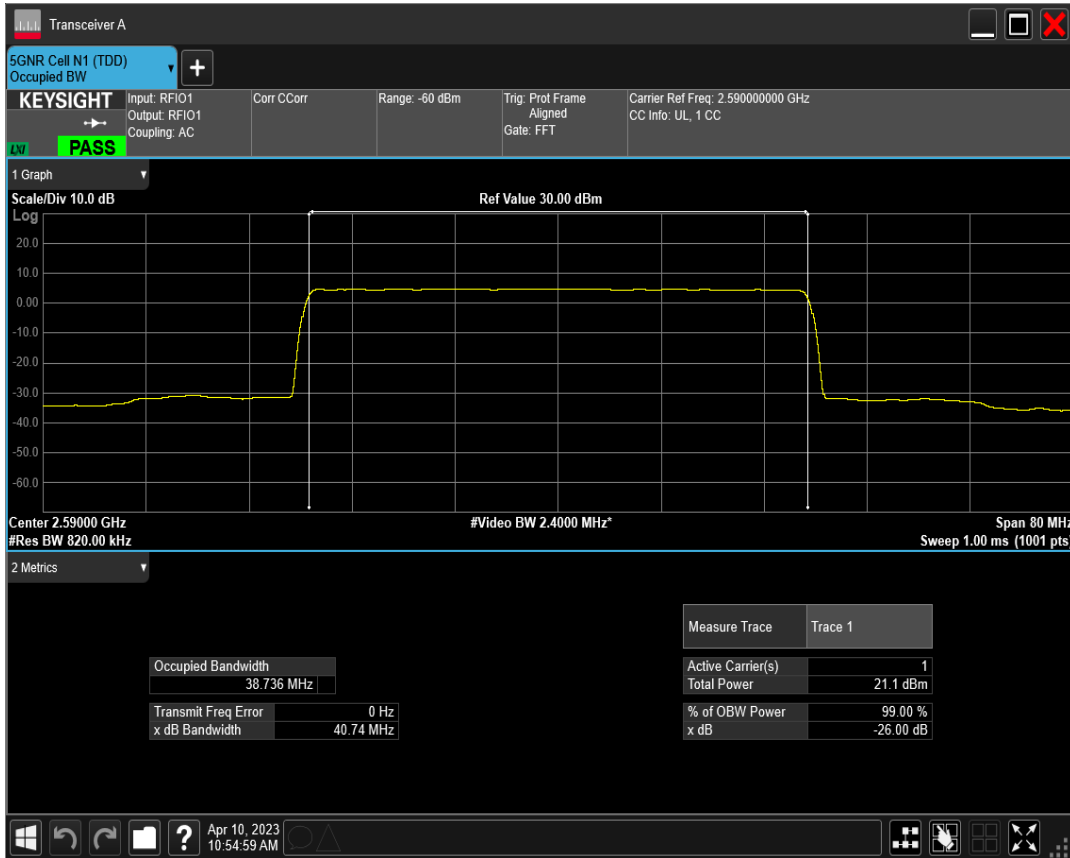 Transceiver A
5GNR Cell N1 (TDD)
Occupied BW
+
KEYSIGHT
LXI
PASS
Input: RFIO1
Output: RFIO1
Coupling: AC
Corr CCorr
Range: -60 dBm
Trig: Prot Frame
Aligned
Gate: FFT
Carrier Ref Freq: 2.590000000 GHz
CC Info: UL, 1 CC
1 Graph
Scale/Div 10.0 dB
Ref Value 30.00 dBm
Log
20.0
10.0
0.00
-10.0
-20.0
-30.0
-40.0
-50.0
-60.0
Center 2.59000 GHz
#Video BW 2.4000 MHz*
Span 80 MHz
#Res BW 820.00 kHz
Sweep 1.00 ms (1001 pts)
2 Metrics
Measure Trace Trace 1
Occupied Bandwidth
38.736 MHz
Transmit Freq Error 0 Hz
x dB Bandwidth 40.74 MHz
Active Carrier(s) 1
Total Power 21.1 dBm
% of OBW Power 99.00 %
x dB -26.00 dB
?
Apr 10, 2023
10:54:59 AM